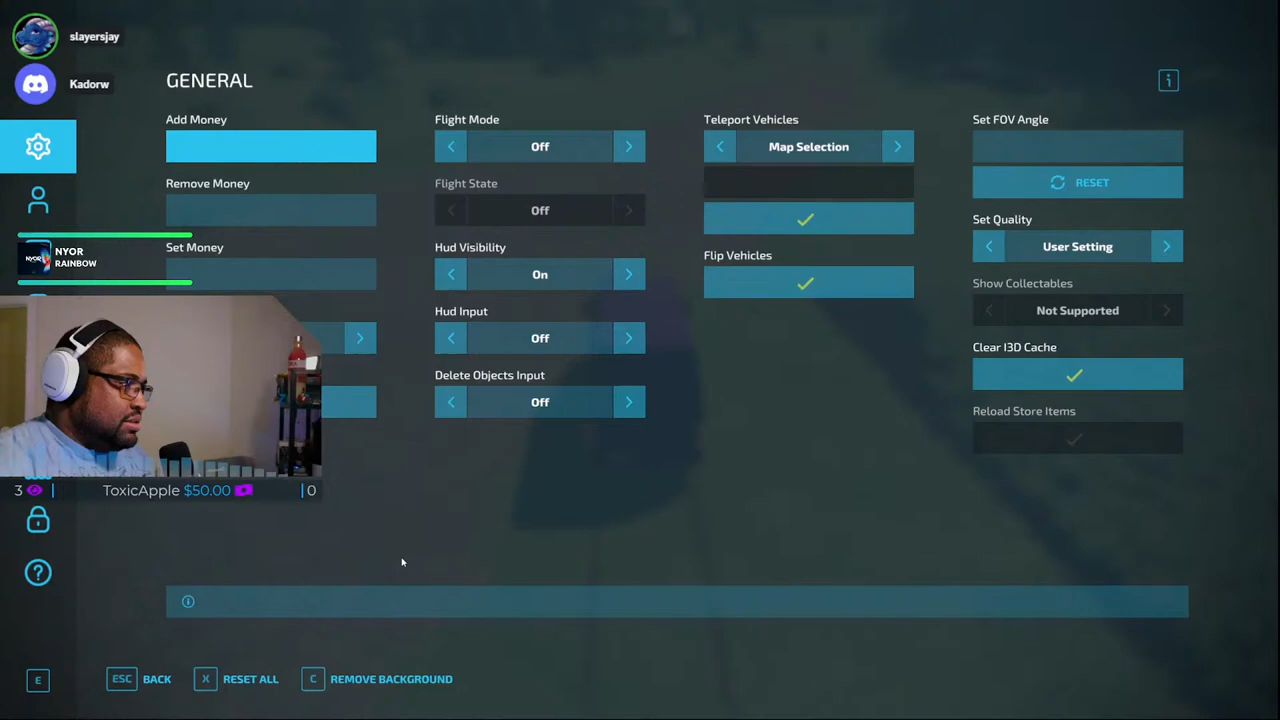 slayersjay
Kadorw
GENERAL
Add Money
Remove Money
Set Money
NYOR
RAINBOW
NYOR
Flight Mode
Off
Flight State
Off
Hud Visibility
On
Hud Input
Off
Delete Objects Input
Off
Teleport Vehicles
Map Selection
Flip Vehicles
Set FOV Angle
RESET
Set Quality
User Setting
Show Collectables
Not Supported
Clear I3D Cache
Reload Store Items
3
ToxicApple $50.00
0
E
ESC BACK
X RESET ALL
C REMOVE BACKGROUND